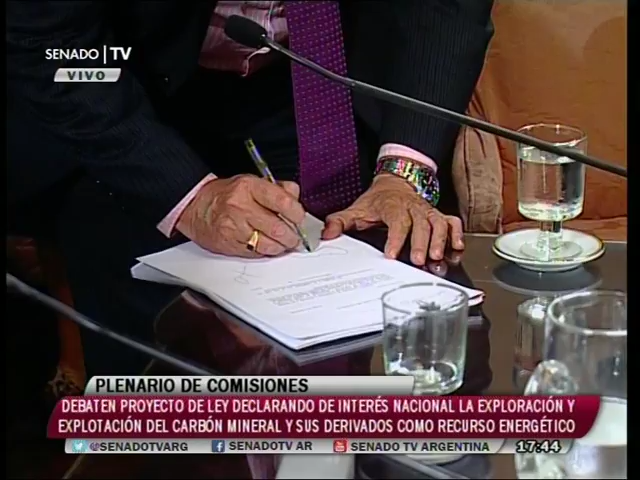 SENADO TV
VIVO
PLENARIO DE COMISIONES
DEBATEN PROYECTO DE LEY DECLARANDO DE INTERÉS NACIONAL LA EXPLORACIÓN Y
EXPLOTACIÓN DEL CARBÓN MINERAL Y SUS DERIVADOS COMO RECURSO ENERGÉTICO
@SENADOTVARG SENADOTV AR SENADO TV ARGENTINA 17:44